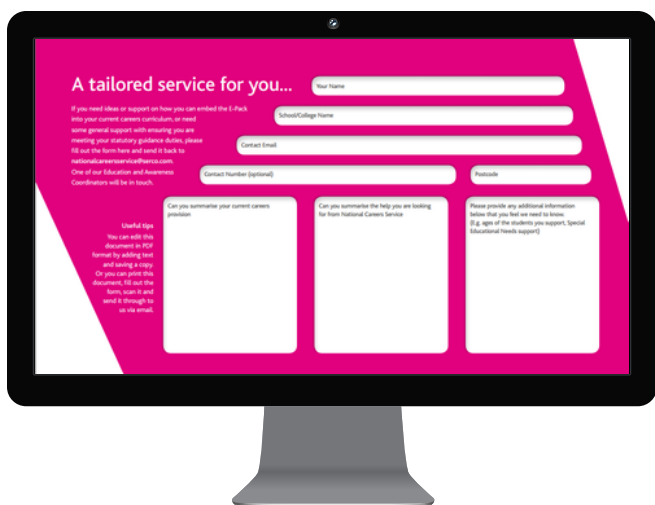 A tailored service for you...
If you need ideas or support on how you can embed the E-Pack
into your current careers curriculum, or need
some general support with ensuring you are
meeting your statutory guidance duties, please
fill out the form here and send it back to
nationalcareersservice@serco.com.
One of our Education and Awareness
Coordinators will be in touch.
Your Name
School/College Name
Contact Email
Contact Number (optional)
Postcode
Useful tips
You can edit this
document in PDF
format by adding text
and saving a copy.
Or you can print this
document, fill out the
form, scan it and
send it through to
us via email.
Can you summarise your current careers
provision
Can you summarise the help you are looking
for from National Careers Service
Please provide any additional information
below that you feel we need to know.
(E.g. ages of the students you support, Special
Educational Needs support)